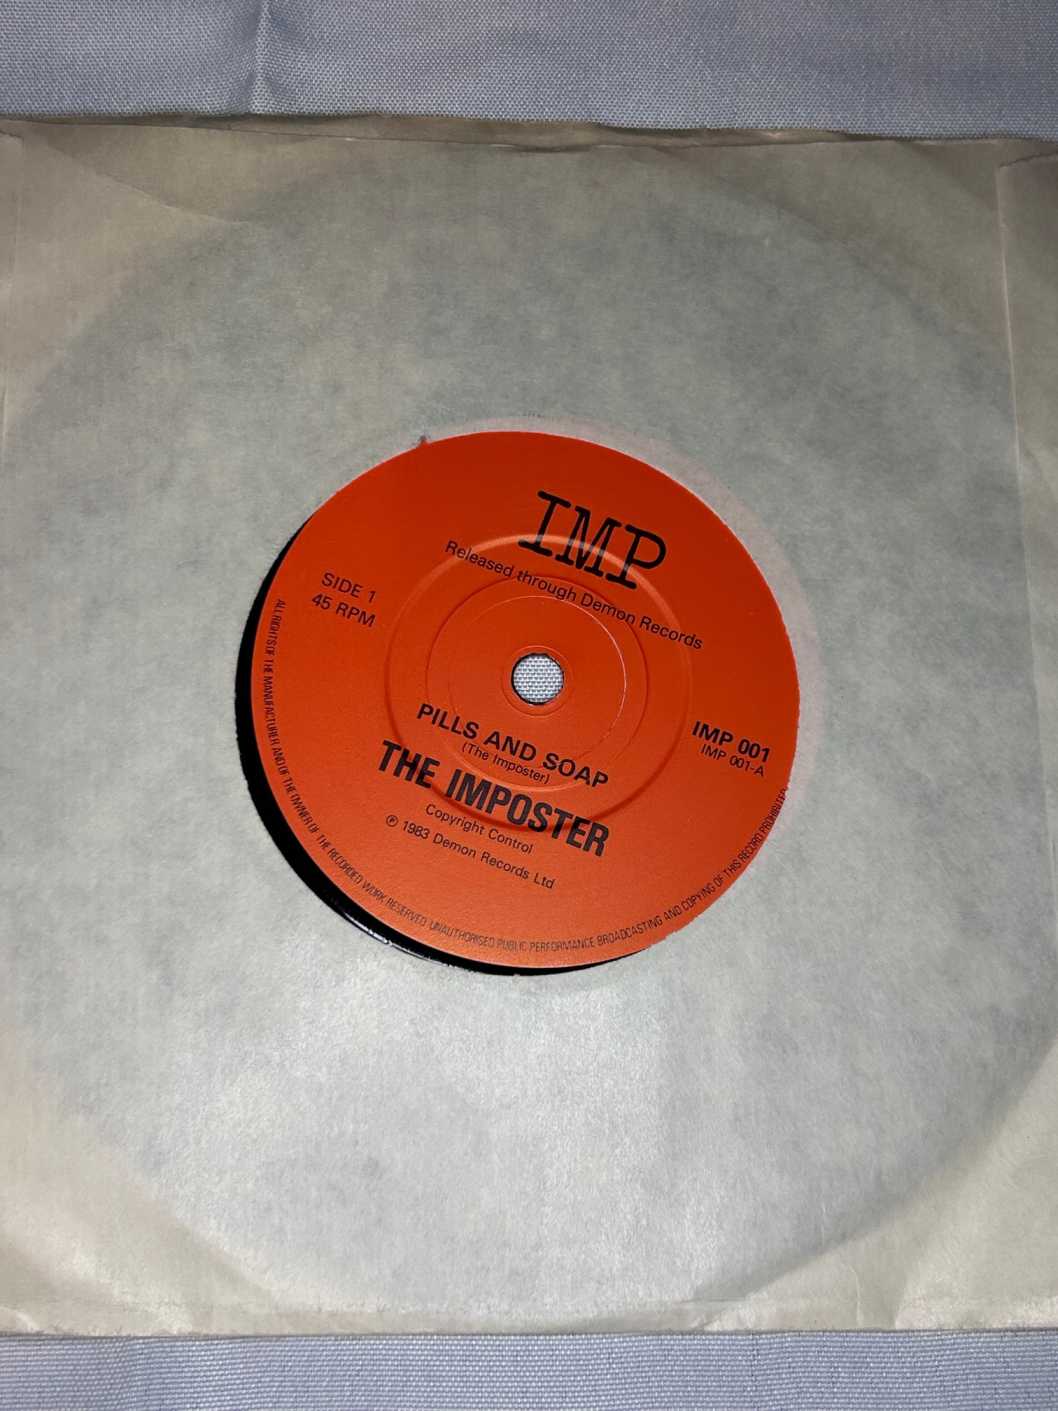 IMP
Released through Demon Records
SIDE 1
45 RPM
IMP 001
IMP 001-A
PILLS AND SOAP
(The Imposter)
THE IMPOSTER
Copyright Control
℗ 1983 Demon Records Ltd
ALL RIGHTS OF THE MANUFACTURER AND OF THE OWNER OF THE RECORDED WORK RESERVED UNAUTHORISED PUBLIC PERFORMANCE BROADCASTING AND COPYING OF THIS RECORD PROHIBITED